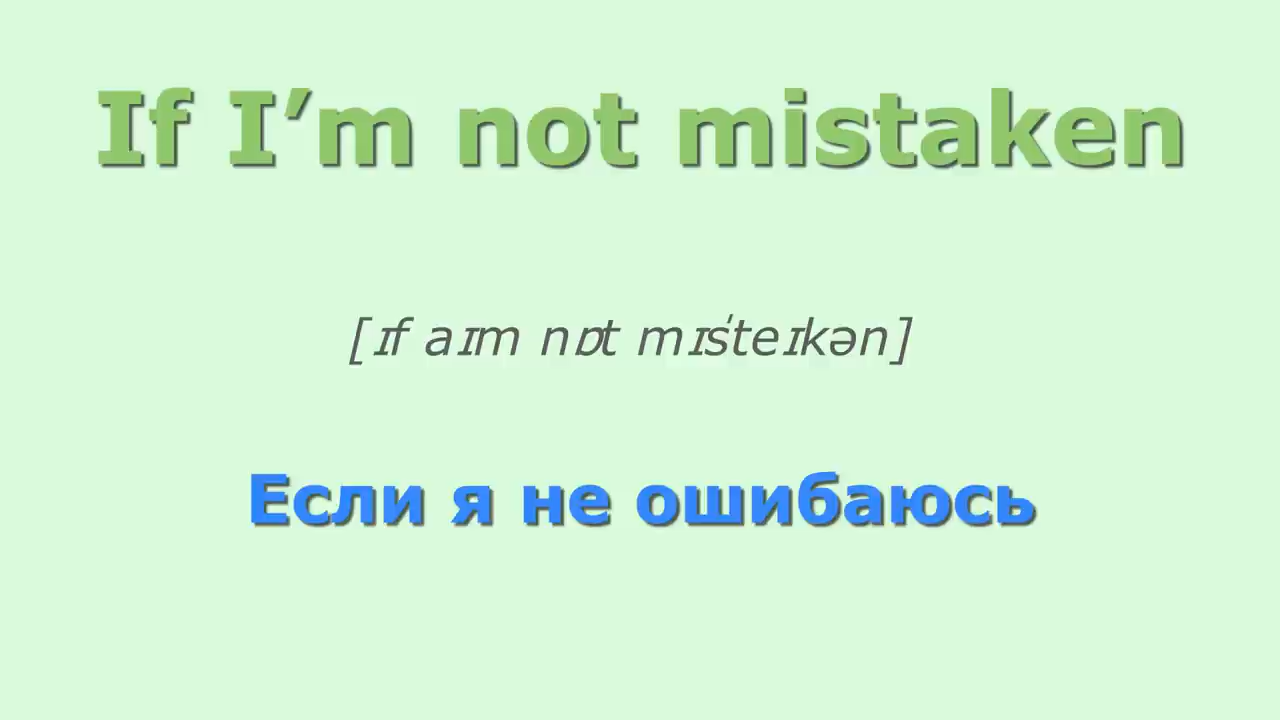 If I’m not mistaken
[ɪf aɪm nɒt mɪsˈteɪkən]
Если я не ошибаюсь